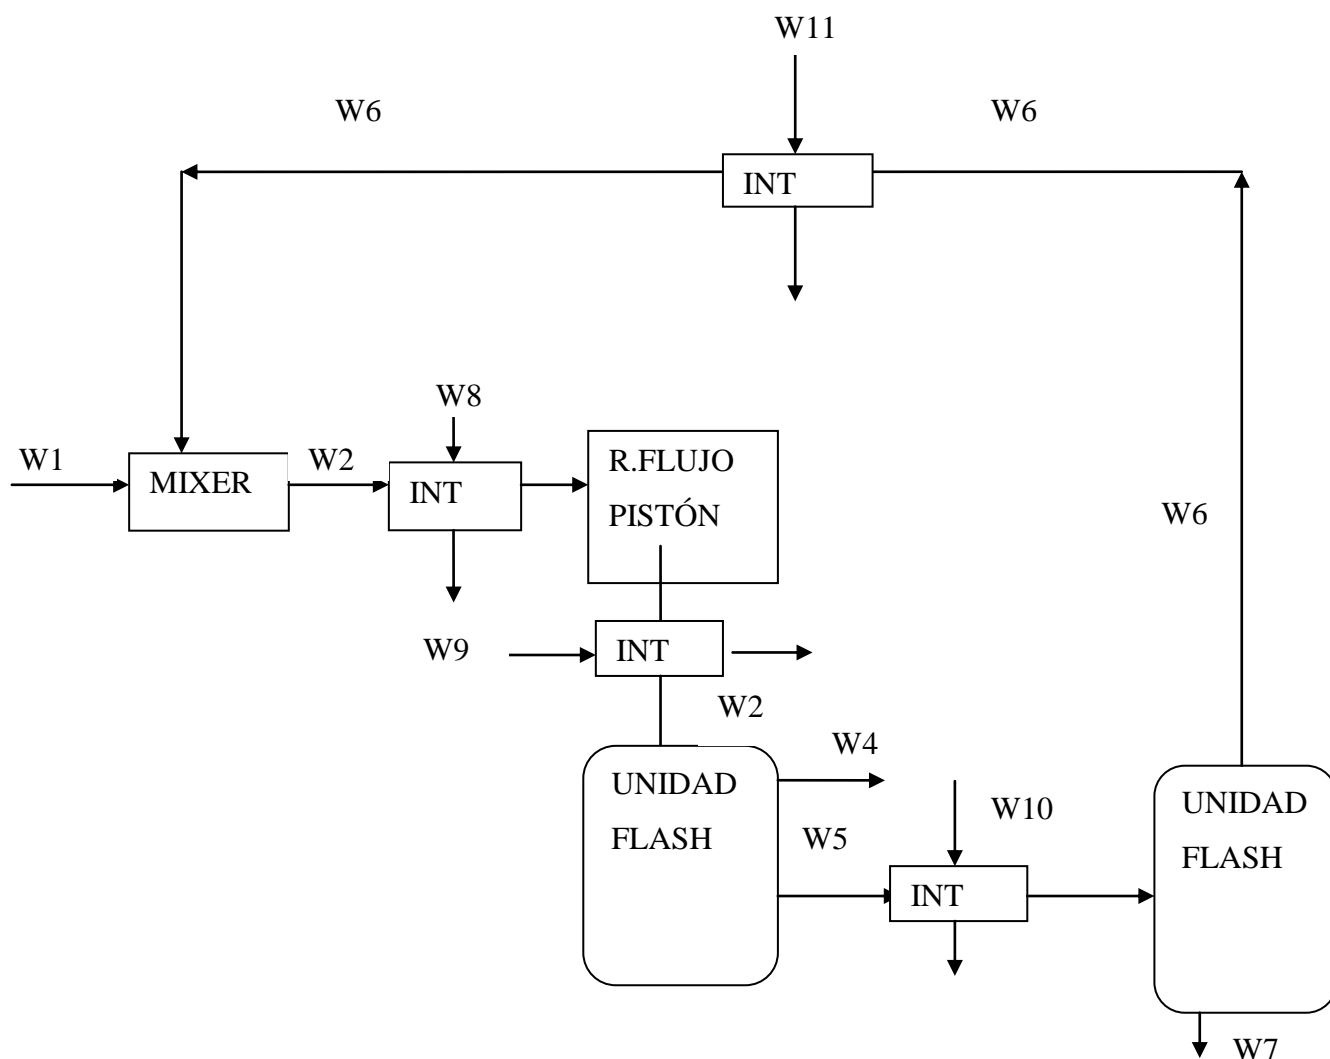 W11
W6
W6
INT
W8
W1
MIXER
W2
INT
R.FLUJO
PISTÓN
W6
W9
INT
W2
W4
UNIDAD
FLASH
W5
W10
INT
UNIDAD
FLASH
W7